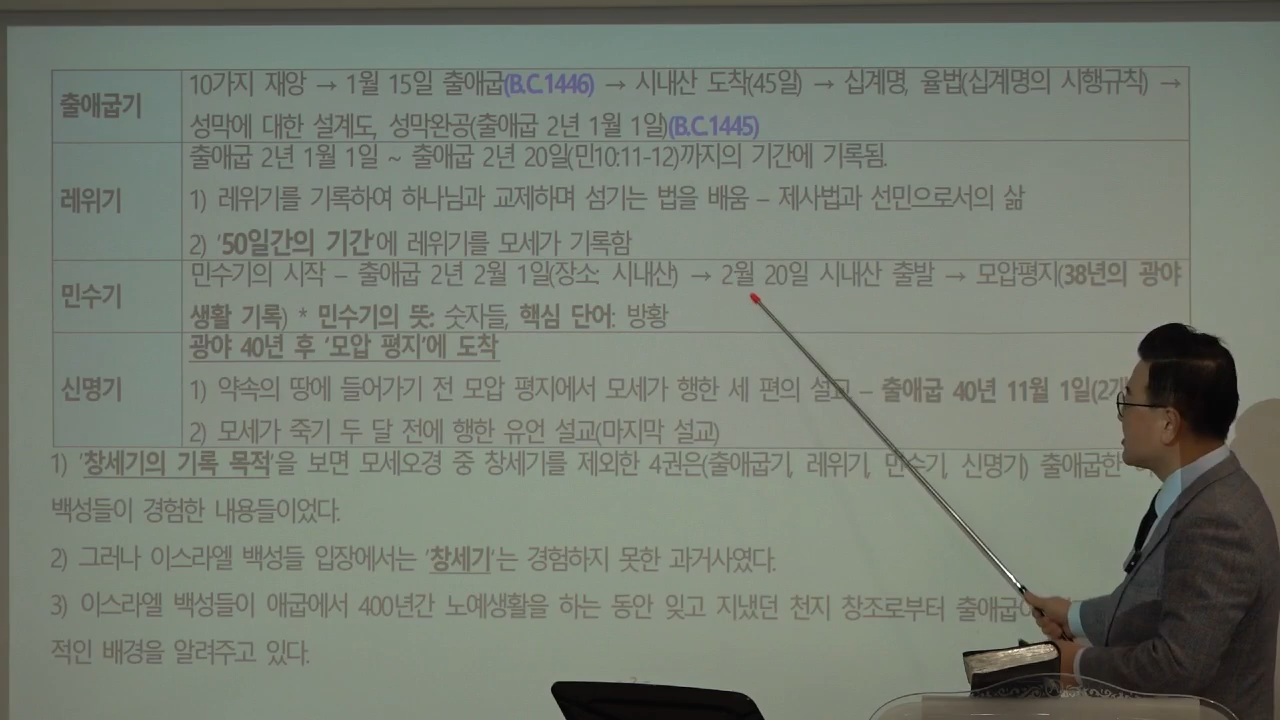 출애굽기
10가지 재앙 → 1월 15일 출애굽(B.C.1446) → 시내산 도착(45일) → 십계명, 율법(십계명의 시행규칙) →
성막에 대한 설계도, 성막완공(출애굽 2년 1월 1일)(B.C.1445)
레위기
출애굽 2년 1월 1일 ~ 출애굽 2년 20일(민10:11-12)까지의 기간에 기록됨.
1) 레위기를 기록하여 하나님과 교제하며 섬기는 법을 배움 – 제사법과 선민으로서의 삶
2) '50일간의 기간'에 레위기를 모세가 기록함
민수기
민수기의 시작 – 출애굽 2년 2월 1일(장소: 시내산) → 2월 20일 시내산 출발 → 모압평지(38년의 광야
생활 기록) * 민수기의 뜻: 숫자들, 핵심 단어: 방황
신명기
광야 40년 후 '모압 평지'에 도착
1) 약속의 땅에 들어가기 전 모압 평지에서 모세가 행한 세 편의 설교 – 출애굽 40년 11월 1일(2
2) 모세가 죽기 두 달 전에 행한 유언 설교(마지막 설교)
1) '창세기의 기록 목적'을 보면 모세오경 중 창세기를 제외한 4권은(출애굽기, 레위기, 민수기, 신명기) 출애굽한
백성들이 경험한 내용들이었다.
2) 그러나 이스라엘 백성들 입장에서는 '창세기'는 경험하지 못한 과거사였다.
3) 이스라엘 백성들이 애굽에서 400년간 노예생활을 하는 동안 잊고 지냈던 천지 창조로부터 출애굽
적인 배경을 알려주고 있다.